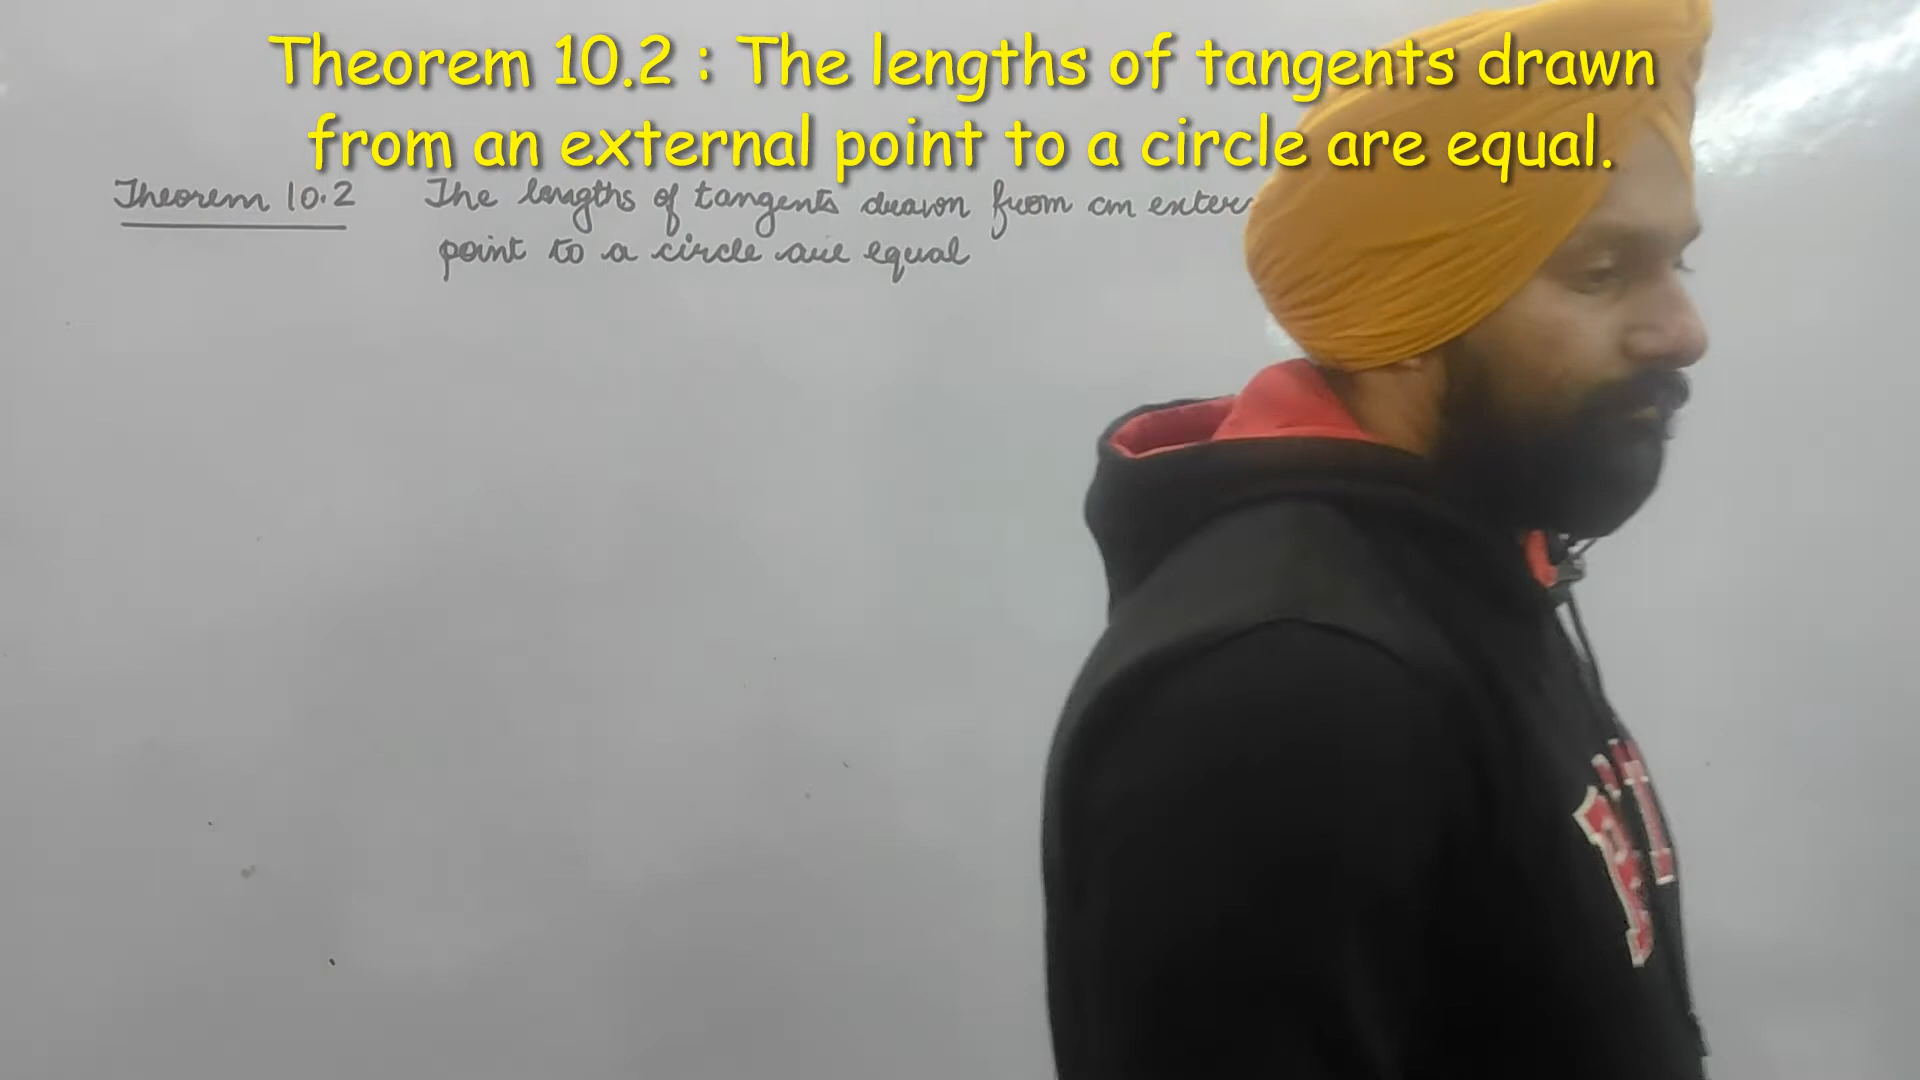 Theorem 10.2 : The lengths of tangents drawn
from an external point to a circle are equal.
Theorem 10.2 The lengths of tangents drawn from an exter
point to a circle are equal